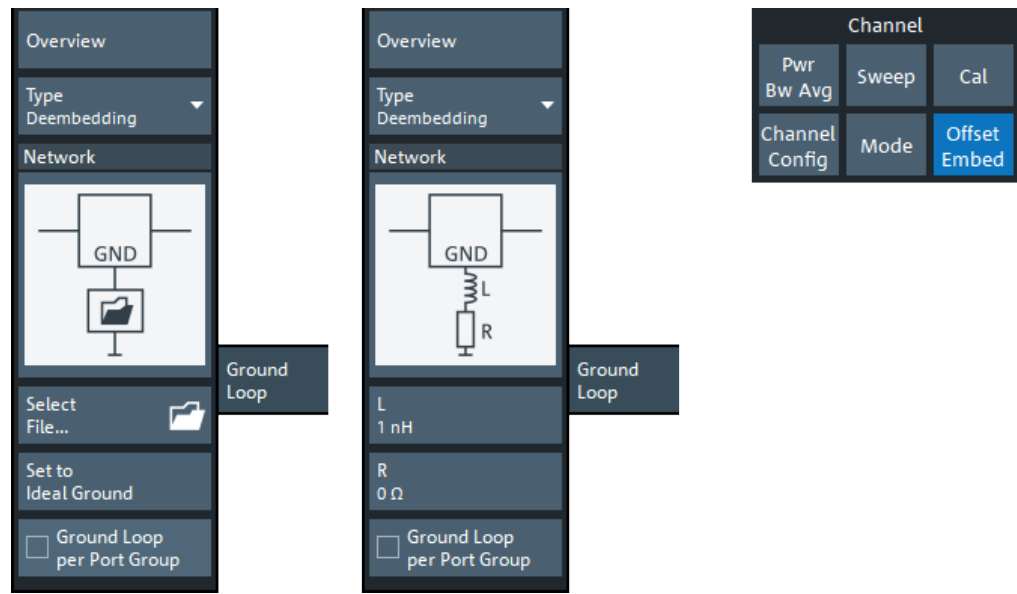 Overview
Type
Deembedding
Network
GND
Ground
Loop
Select
File...
Set to
Ideal Ground
Ground Loop
per Port Group
Overview
Type
Deembedding
Network
GND
L
R
Ground
Loop
L
1 nH
R
0 Ω
Ground Loop
per Port Group
Channel
Pwr
Bw Avg
Sweep
Cal
Channel
Config
Mode
Offset
Embed